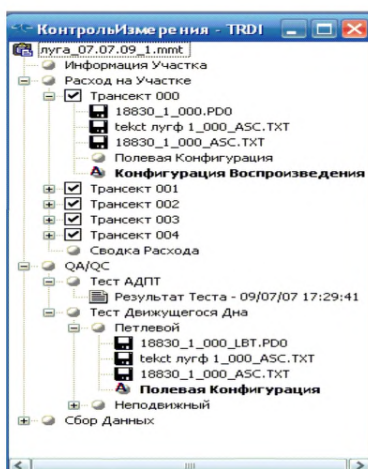 КонтрольИзмерения - TRDI
луга_07.07.09_1.mmt
Информация Участка
Расход на Участке
Трансект 000
18830_1_000.PD0
tekct лугф 1_000_ASC.TXT
18830_1_000_ASC.TXT
Полевая Конфигурация
Конфигурация Воспроизведения
Трансект 001
Трансект 002
Трансект 003
Трансект 004
Сводка Расхода
QA/QC
Тест АДПТ
Результат Теста - 09/07/07 17:29:41
Тест Движущегося Дна
Петлевой
18830_1_000_LBT.PD0
tekct лугф 1_000_ASC.TXT
18830_1_000_ASC.TXT
Полевая Конфигурация
Неподвижный
Сбор Данных